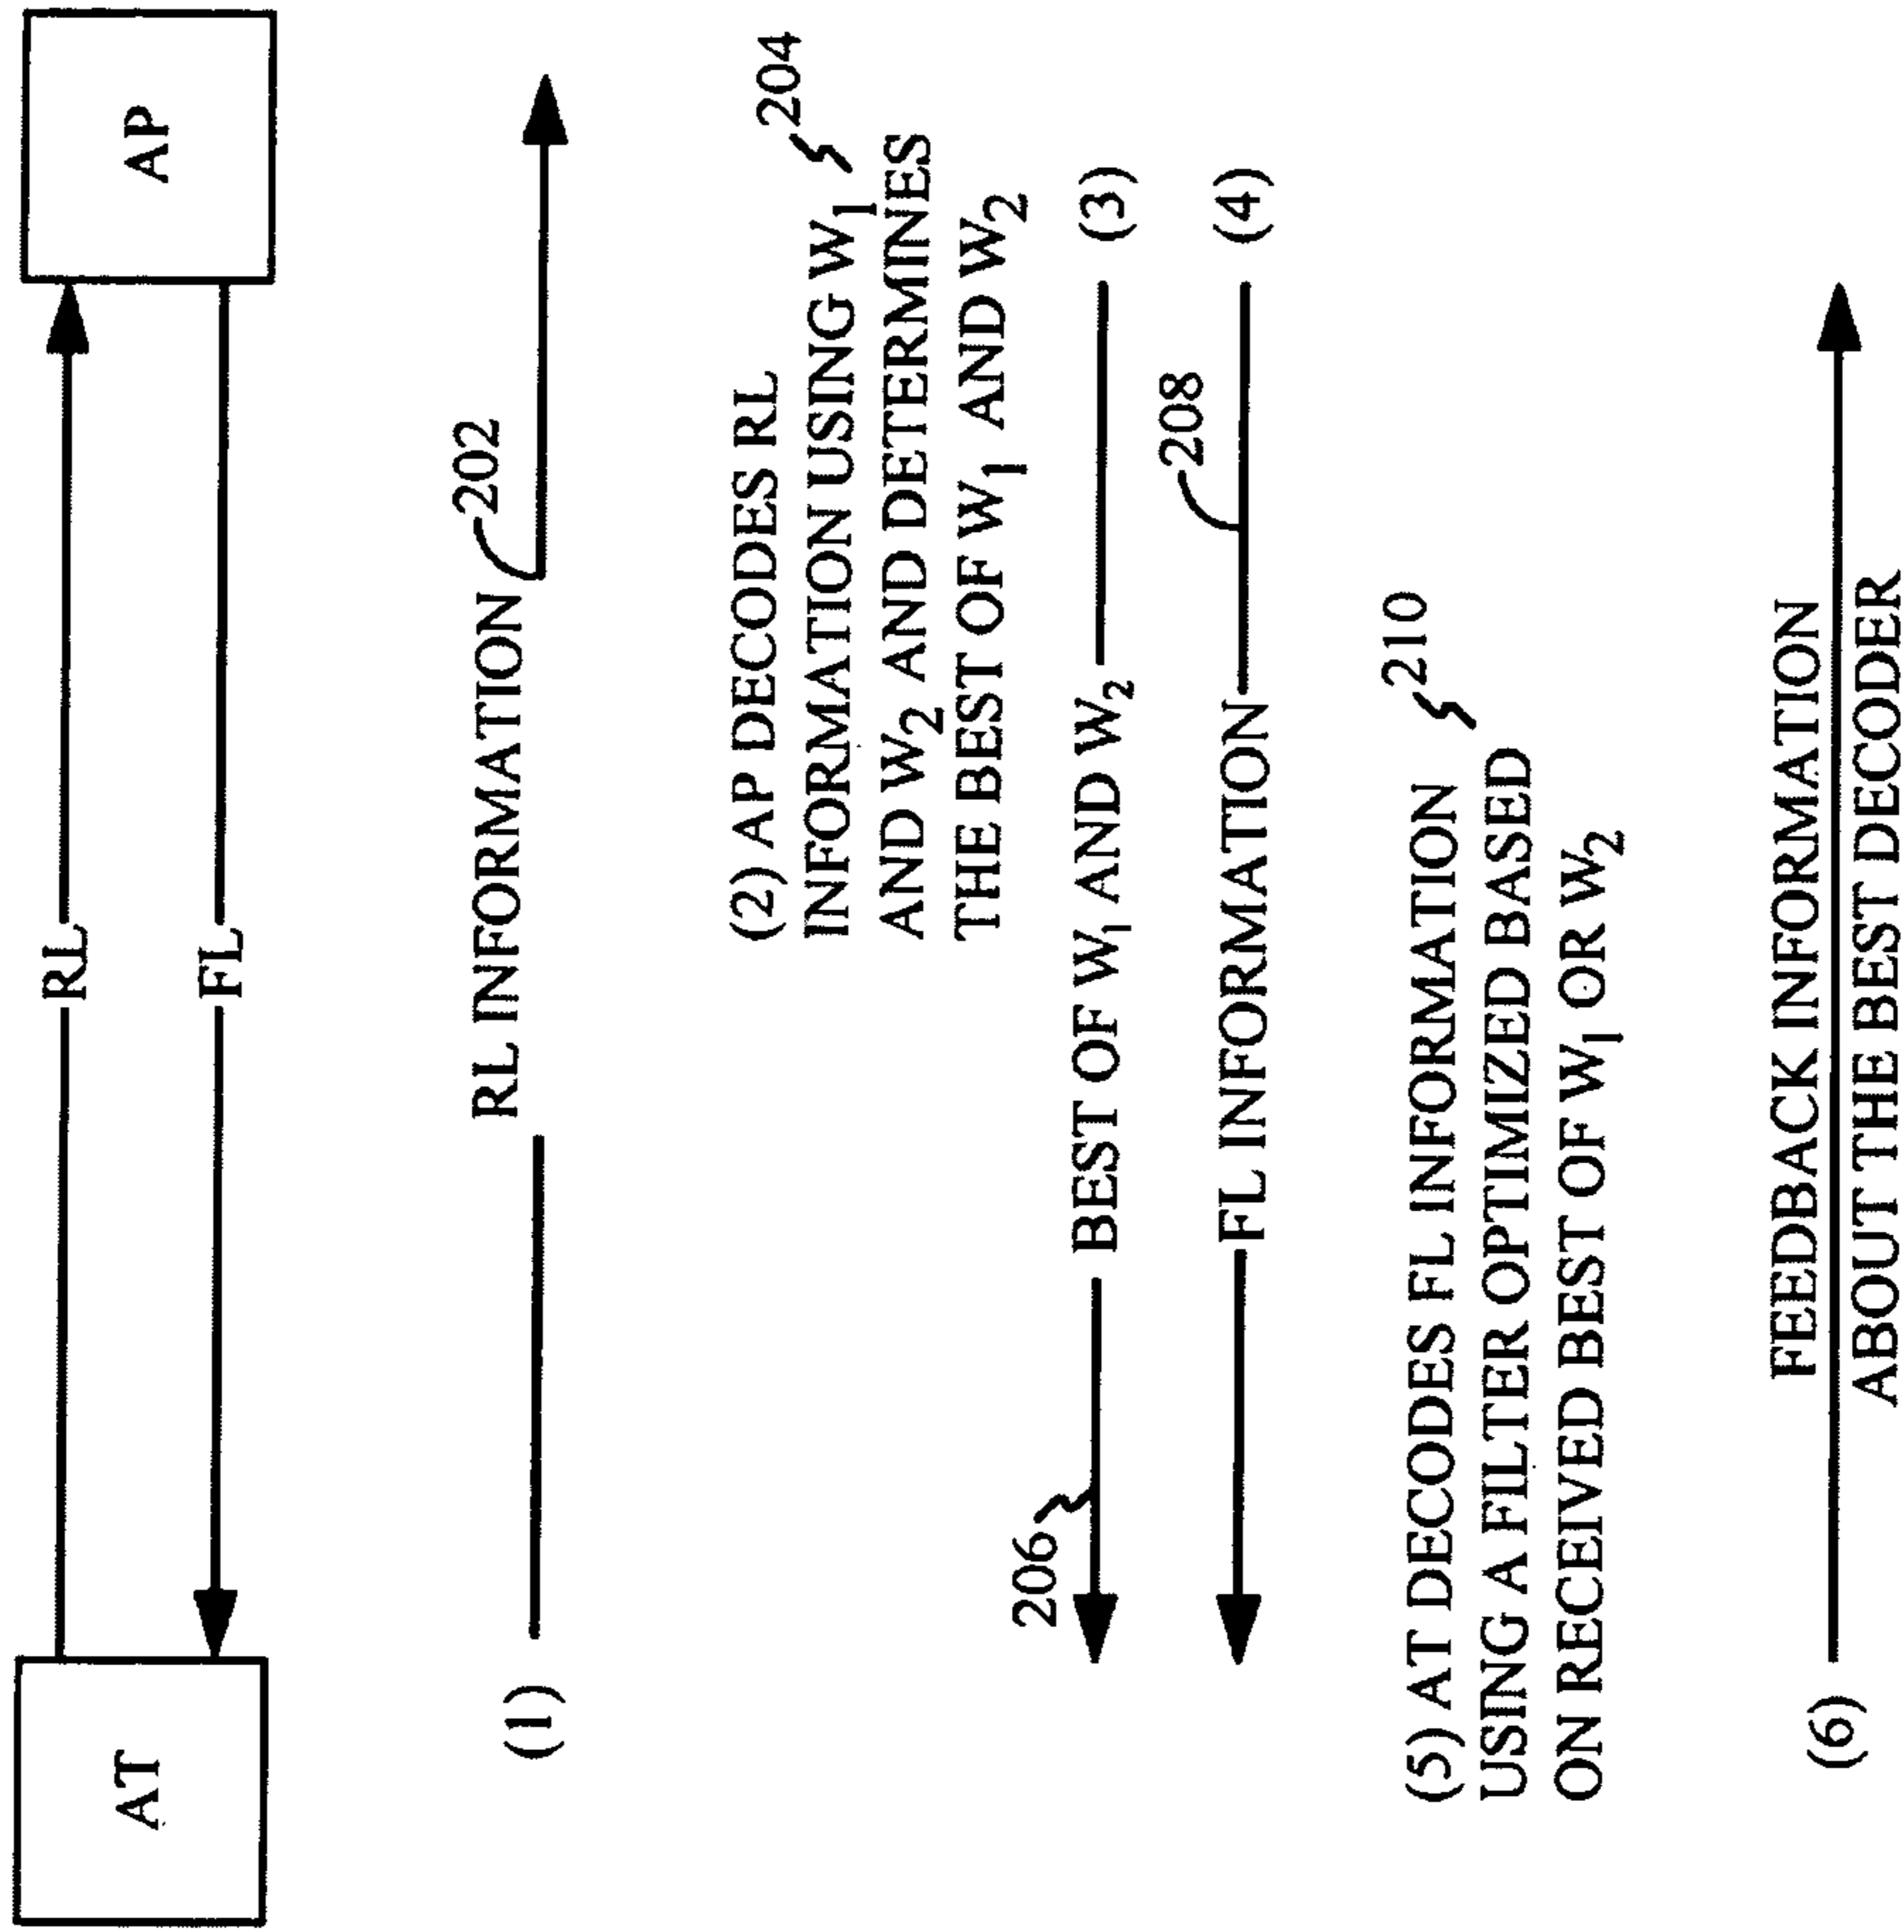 AT
RL
FL
AP
(1)
RL INFORMATION
202
(2) AP DECODES RL
INFORMATION USING W1
AND W2 AND DETERMINES
THE BEST OF W1 AND W2
204
206
BEST OF W1 AND W2
(3)
FL INFORMATION
208
(4)
(5) AT DECODES FL INFORMATION
USING A FILTER OPTIMIZED BASED
ON RECEIVED BEST OF W1 OR W2
210
(6)
FEEDBACK INFORMATION
ABOUT THE BEST DECODER